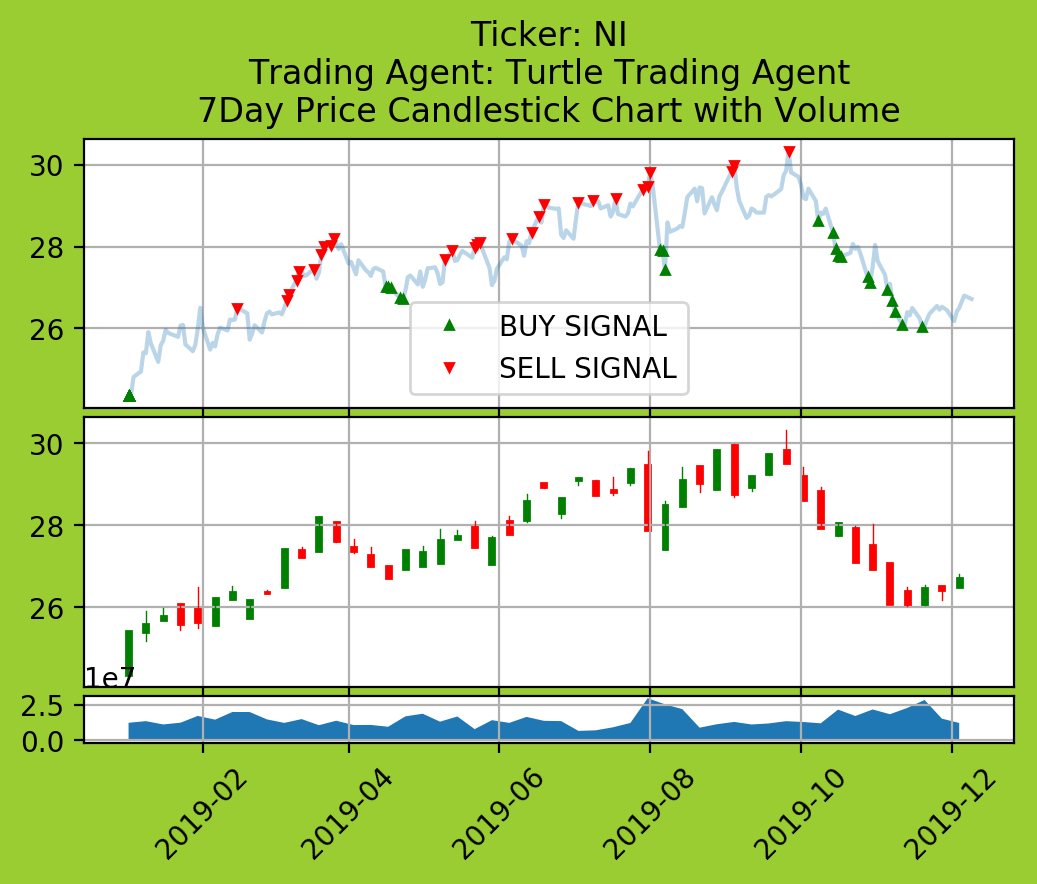 Ticker: NI
Trading Agent: Turtle Trading Agent
7Day Price Candlestick Chart with Volume
30
28
26
BUY SIGNAL
SELL SIGNAL
30
28
26
1e7
2.5
0.0
2019-02
2019-04
2019-06
2019-08
2019-10
2019-12